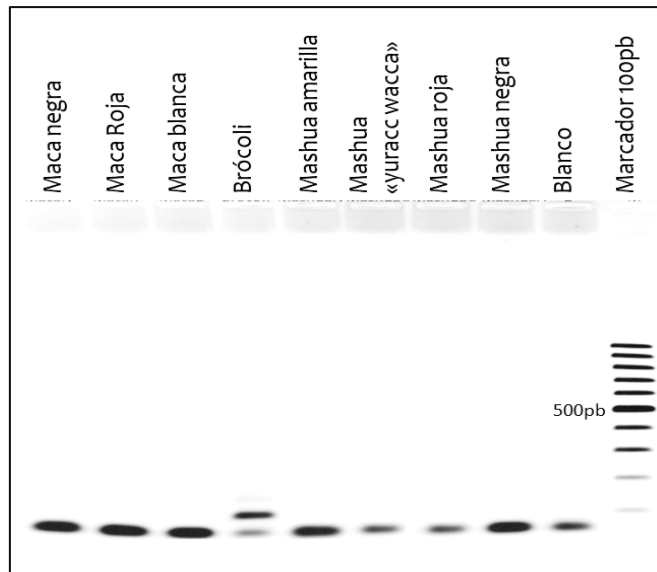 Maca negra
Maca Roja
Maca blanca
Brócoli
Mashua amarilla
Mashua
«yuracc wacca»
Mashua roja
Mashua negra
Blanco
Marcador 100pb
500pb